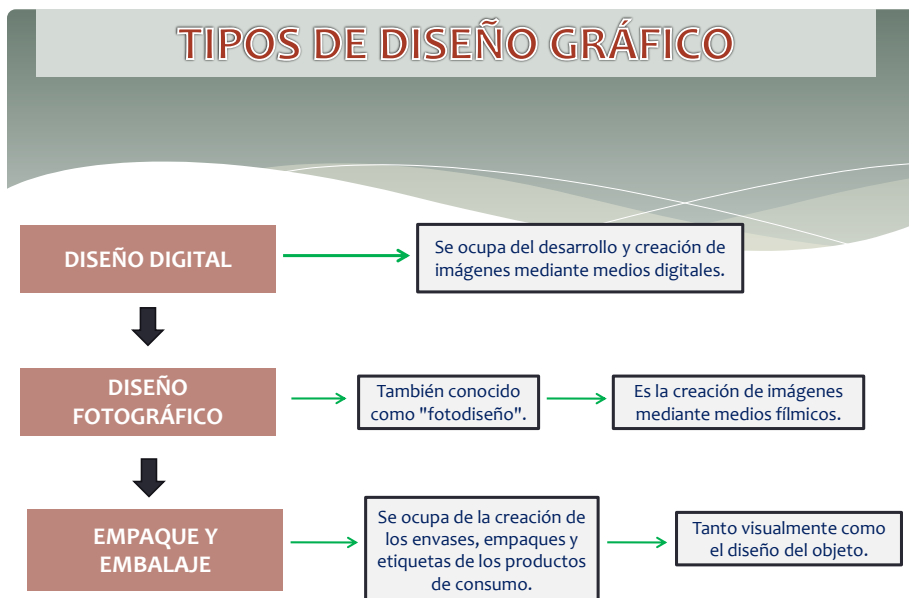 TIPOS DE DISEÑO GRÁFICO
DISEÑO DIGITAL
Se ocupa del desarrollo y creación de
imágenes mediante medios digitales.
DISEÑO
FOTOGRÁFICO
También conocido
como "fotodiseño".
Es la creación de imágenes
mediante medios fílmicos.
EMPAQUE Y
EMBALAJE
Se ocupa de la creación de
los envases, empaques y
etiquetas de los productos
de consumo.
Tanto visualmente como
el diseño del objeto.